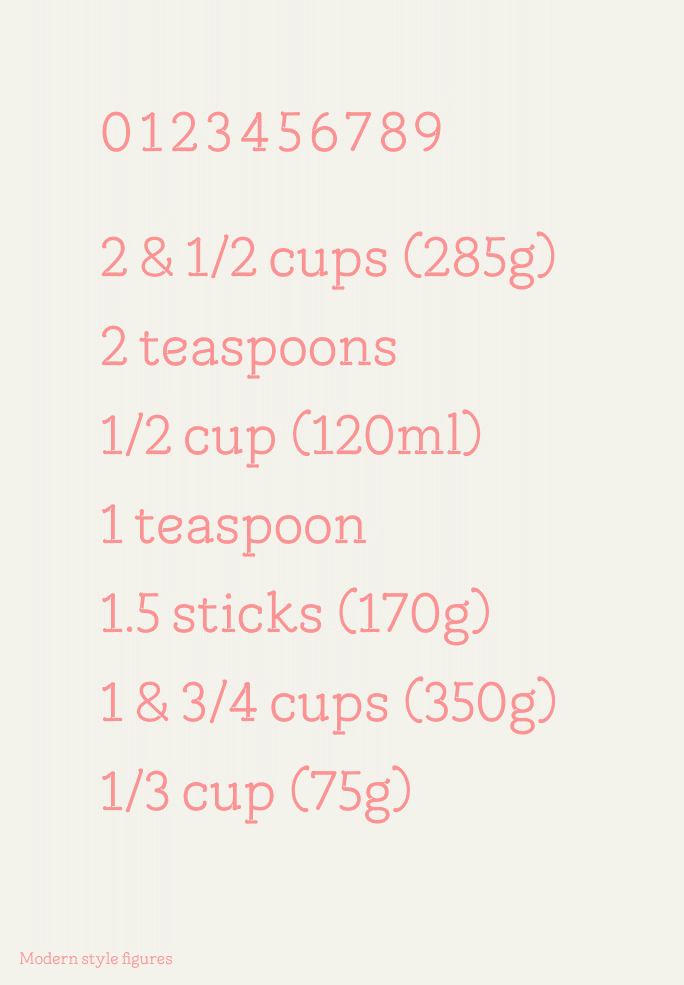 0123456789
2 & 1/2 cups (285g)
2 teaspoons
1/2 cup (120ml)
1 teaspoon
1.5 sticks (170g)
1 & 3/4 cups (350g)
1/3 cup (75g)
Modern style figures